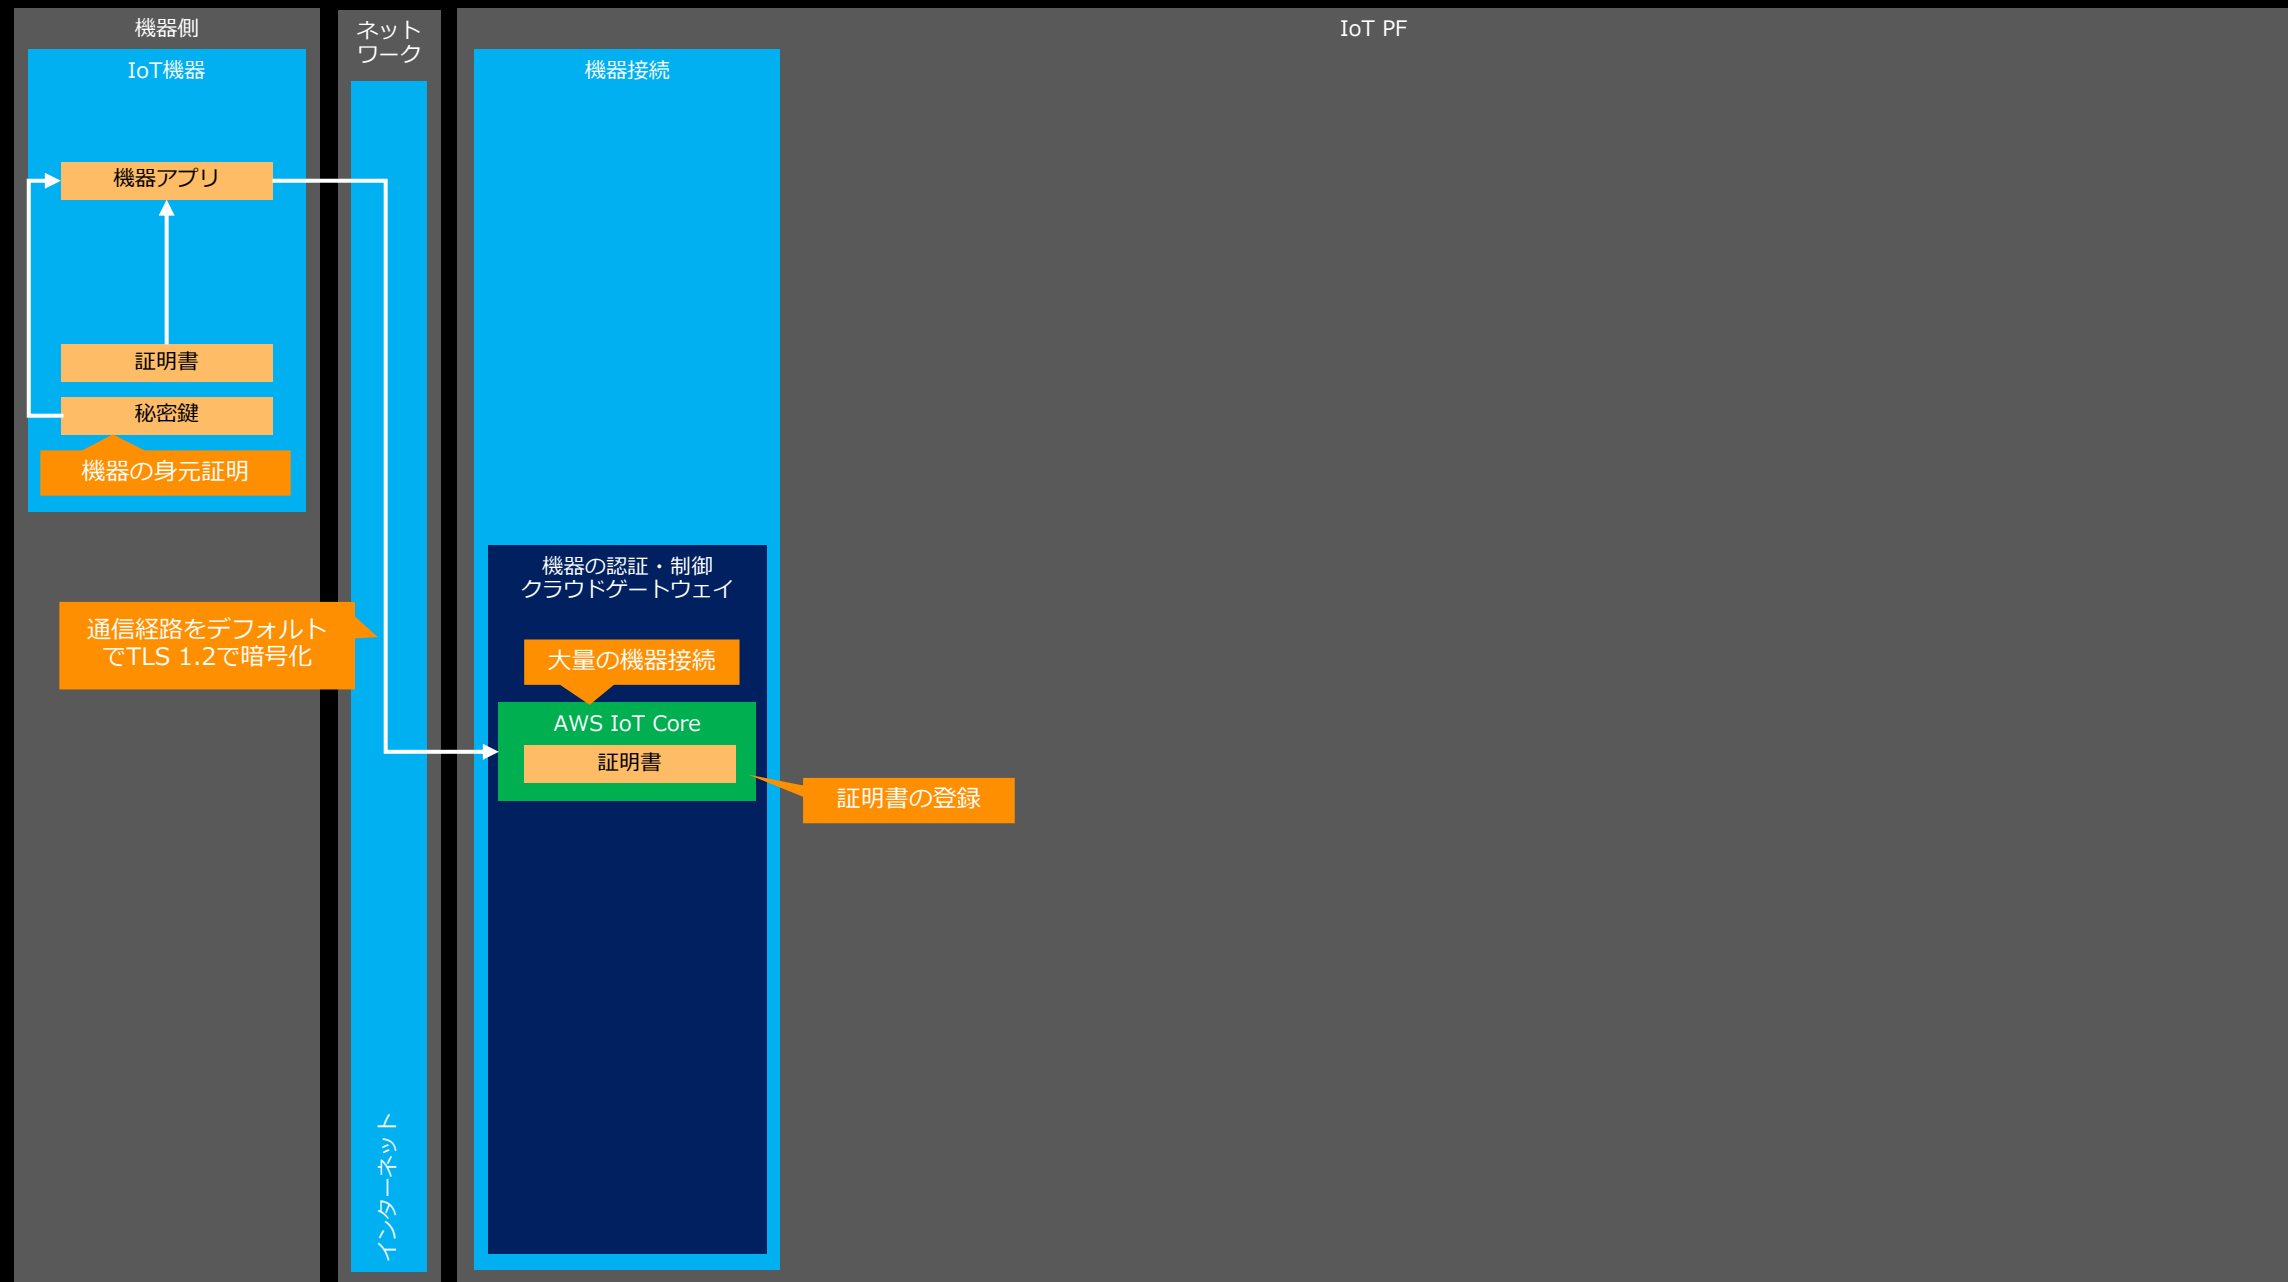 機器側
IoT機器
機器アプリ
証明書
秘密鍵
機器の身元証明
通信経路をデフォルト
でTLS 1.2で暗号化
ネット
ワーク
インターネット
IoT PF
機器接続
機器の認証・制御
クラウドゲートウェイ
大量の機器接続
AWS IoT Core
証明書
証明書の登録